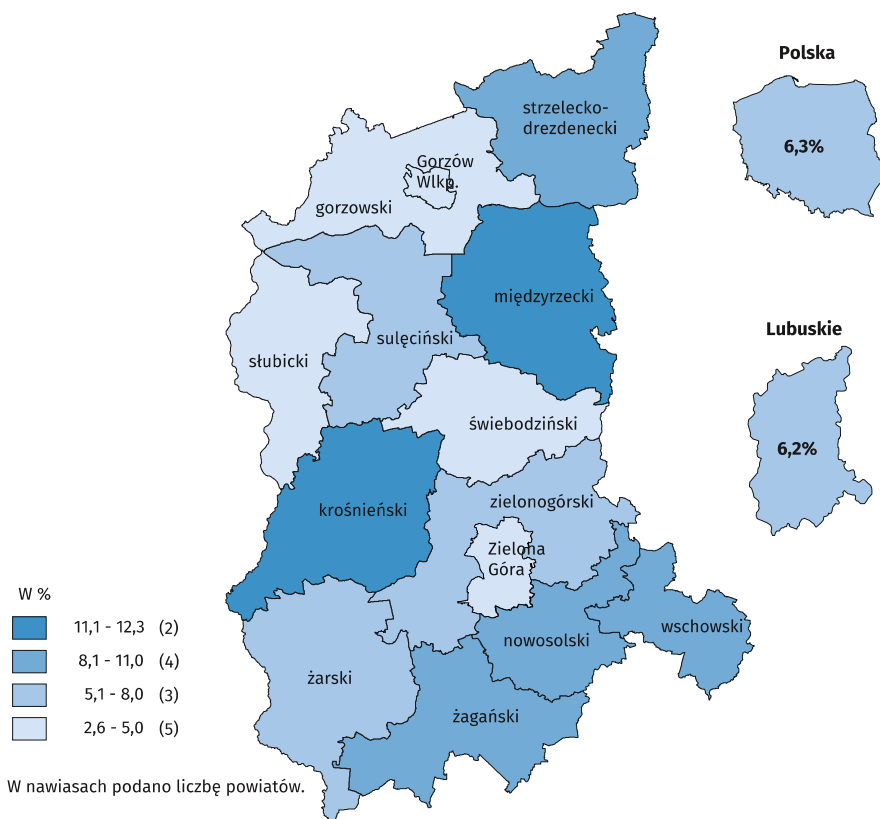 Polska
6,3%
strzelecko-
drezdenecki
Gorzów
Wlkp.
gorzowski
międzyrzecki
Lubuskie
6,2%
sulęciński
słubicki
świebodziński
zielonogórski
krośnieński
Zielona
Góra
W %
11,1 - 12,3 (2)
8,1 - 11,0 (4)
5,1 - 8,0 (3)
2,6 - 5,0 (5)
wschowski
nowosolski
żarski
żagański
W nawiasach podano liczbę powiatów.